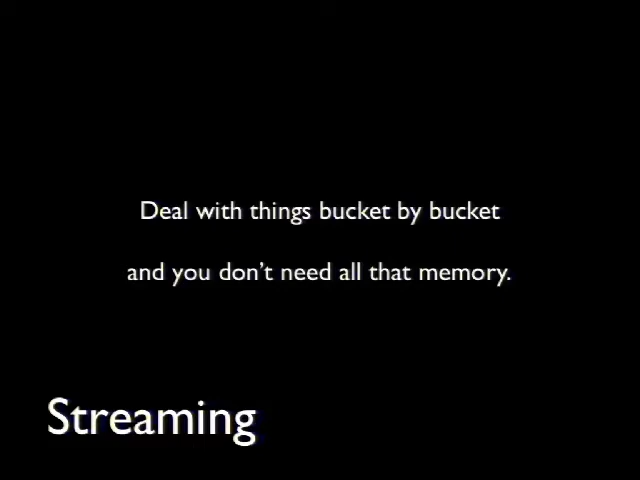 Deal with things bucket by bucket
and you don’t need all that memory.
Streaming